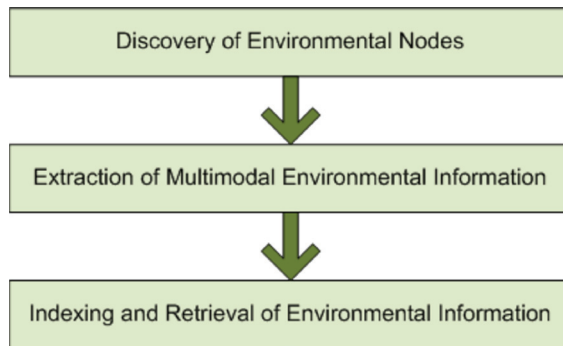 Discovery of Environmental Nodes
Extraction of Multimodal Environmental Information
Indexing and Retrieval of Environmental Information